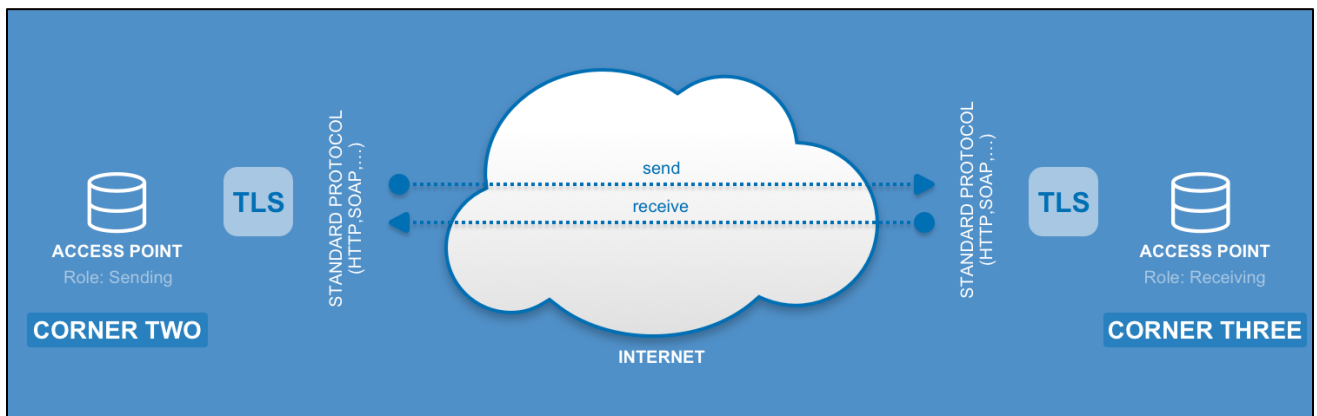 ACCESS POINT
Role: Sending
CORNER TWO
TLS
STANDARD PROTOCOL
(HTTP,SOAP,...)
send
receive
INTERNET
STANDARD PROTOCOL
(HTTP,SOAP,...)
TLS
ACCESS POINT
Role: Receiving
CORNER THREE